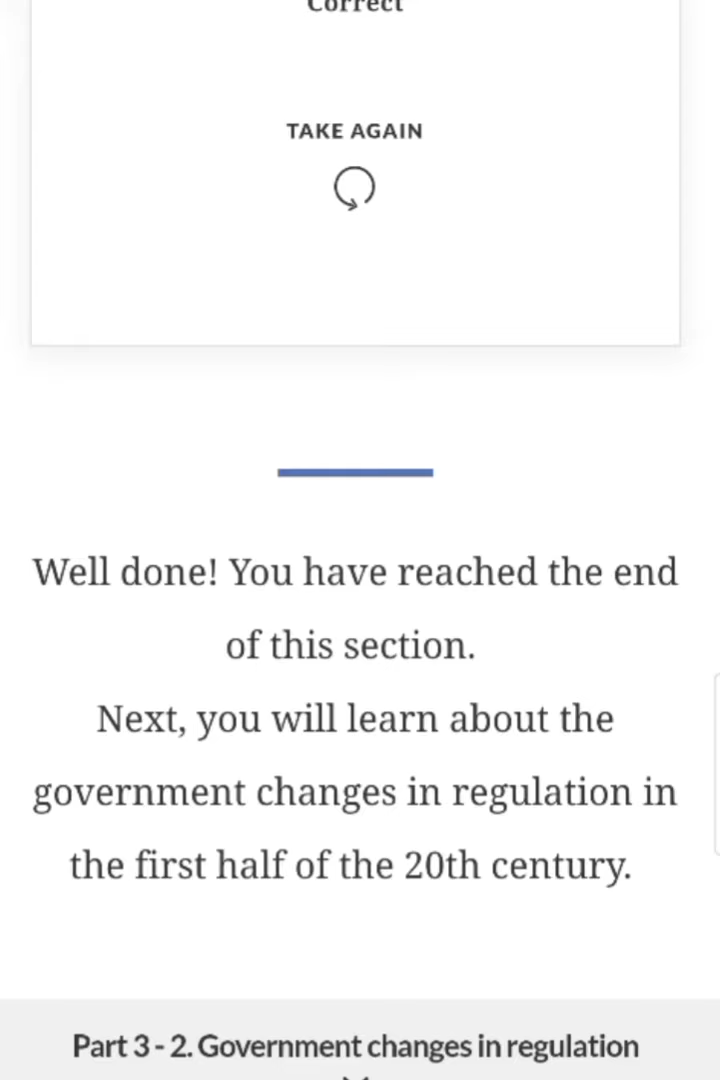 Correct
TAKE AGAIN
Well done! You have reached the end
of this section.
Next, you will learn about the
government changes in regulation in
the first half of the 20th century.
Part 3 - 2. Government changes in regulation